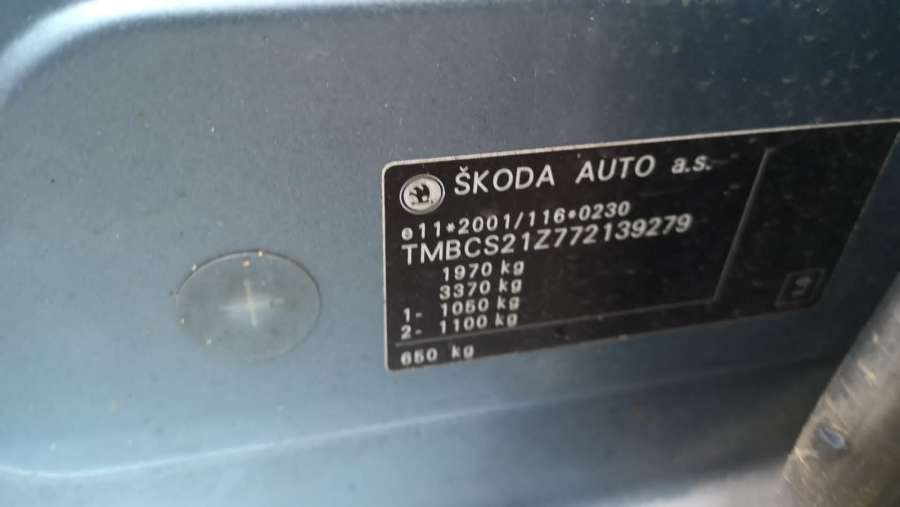 ŠKODA AUTO a.s.
e11*2001/116*0230
TMBCS21Z772139279
1970 kg
3370 kg
1- 1050 kg
2- 1100 kg
650 kg